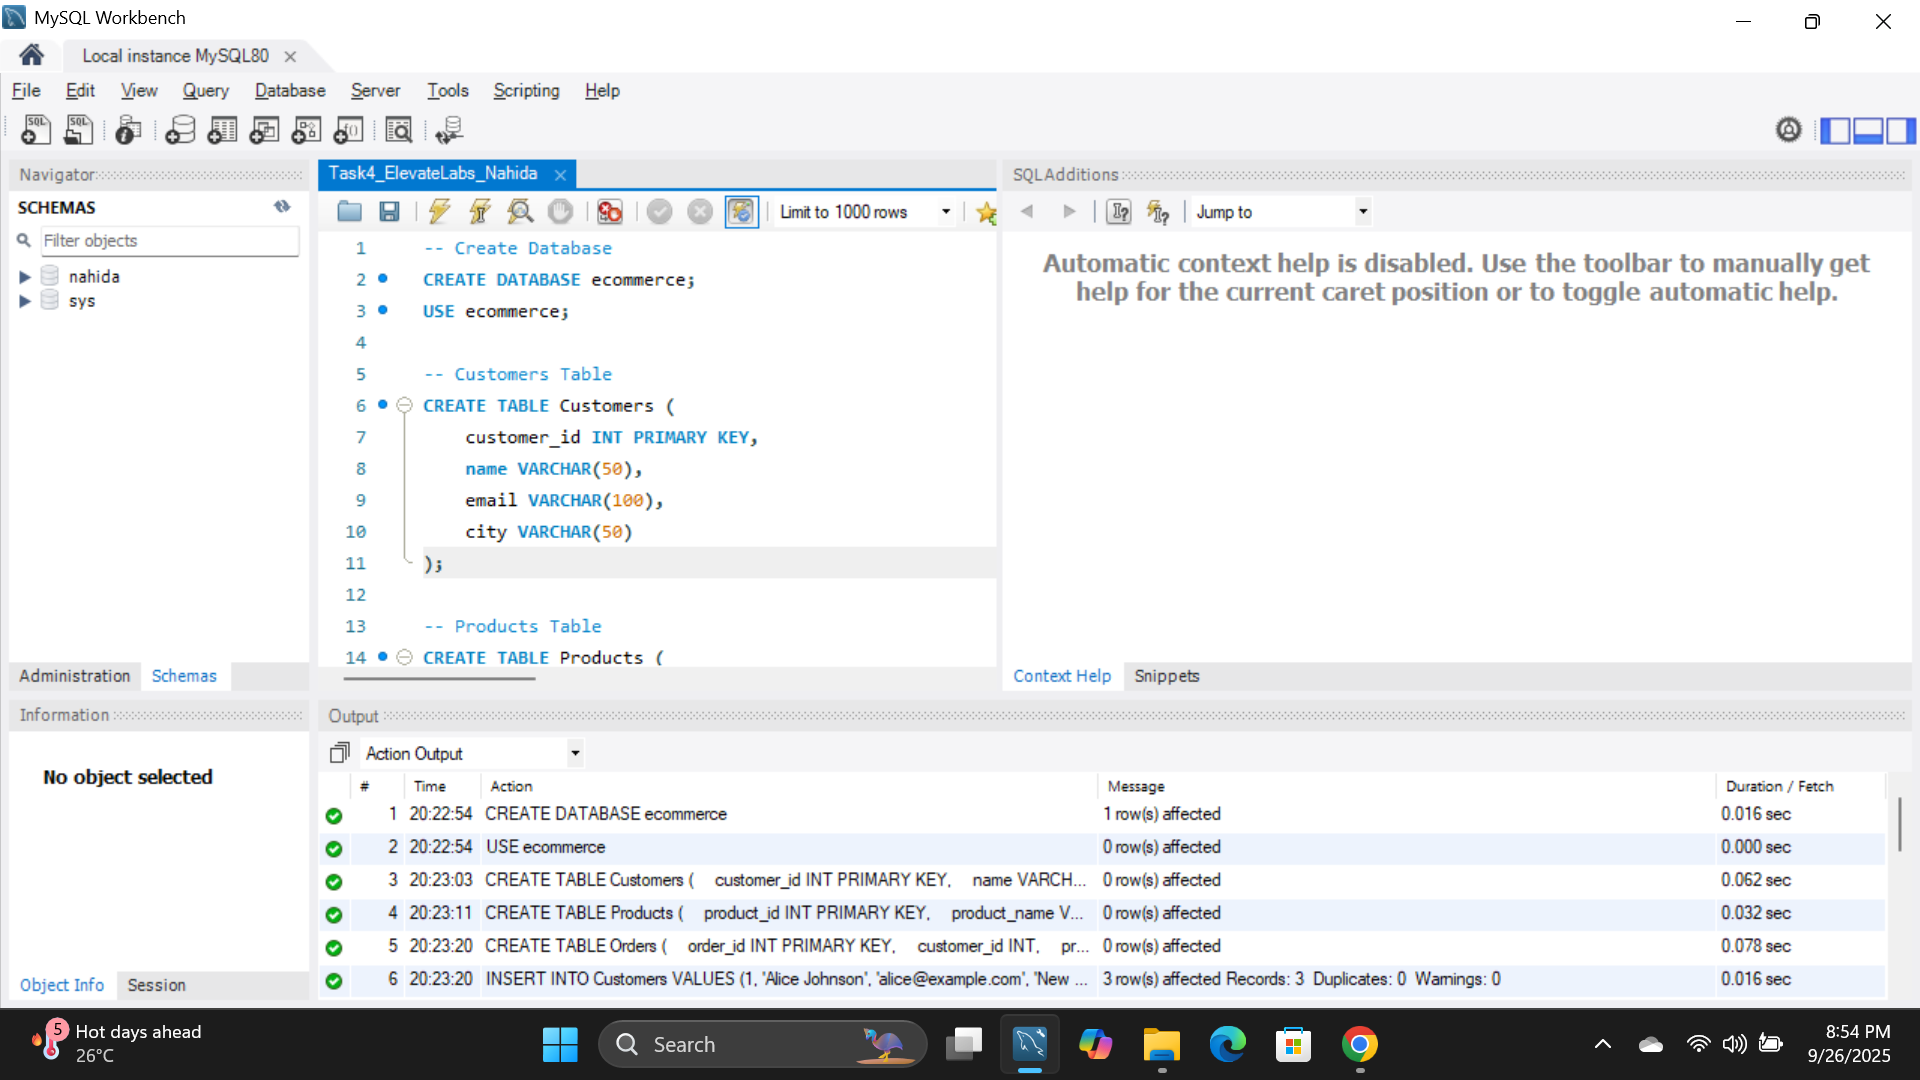 MySQL Workbench
Local instance MySQL80
File Edit View Query Database Server Tools Scripting Help
Navigator
SCHEMAS
Filter objects
nahida
sys
Administration Schemas
Information
No object selected
Object Info Session
Task4_ElevateLabs_Nahida
Limit to 1000 rows
1 -- Create Database
2 CREATE DATABASE ecommerce;
3 USE ecommerce;
4
5 -- Customers Table
6 CREATE TABLE Customers (
7 customer_id INT PRIMARY KEY,
8 name VARCHAR(50),
9 email VARCHAR(100),
10 city VARCHAR(50)
11 );
12
13 -- Products Table
14 CREATE TABLE Products (
SQLAdditions
Jump to
Automatic context help is disabled. Use the toolbar to manually get
help for the current caret position or to toggle automatic help.
Context Help Snippets
Output
Action Output
# Time Action Message Duration / Fetch
1 20:22:54 CREATE DATABASE ecommerce 1 row(s) affected 0.016 sec
2 20:22:54 USE ecommerce 0 row(s) affected 0.000 sec
3 20:23:03 CREATE TABLE Customers ( customer_id INT PRIMARY KEY, name VARCH... 0 row(s) affected 0.062 sec
4 20:23:11 CREATE TABLE Products ( product_id INT PRIMARY KEY, product_name V... 0 row(s) affected 0.032 sec
5 20:23:20 CREATE TABLE Orders ( order_id INT PRIMARY KEY, customer_id INT, pr... 0 row(s) affected 0.078 sec
6 20:23:20 INSERT INTO Customers VALUES (1, 'Alice Johnson', 'alice@example.com', 'New ... 3 row(s) affected Records: 3 Duplicates: 0 Warnings: 0 0.016 sec
5
Hot days ahead
26°C
Search
8:54 PM
9/26/2025